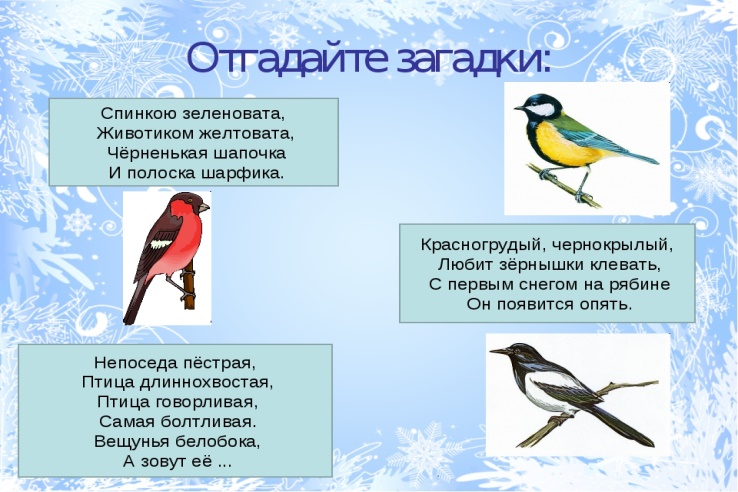 Отгадайте загадки:
Спинкою зеленовата,
Животиком желтовата,
Чёрненькая шапочка
И полоска шарфика.
Красногрудый, чернокрылый,
Любит зёрнышки клевать,
С первым снегом на рябине
Он появится опять.
Непоседа пёстрая,
Птица длиннохвостая,
Птица говорливая,
Самая болтливая.
Вещунья белобока,
А зовут её ...